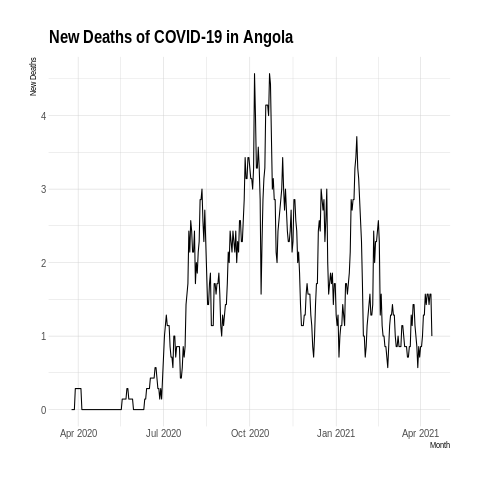 New Deaths of COVID-19 in Angola
New Deaths
4
3
2
1
0
Apr 2020 Jul 2020 Oct 2020 Jan 2021 Apr 2021
Month